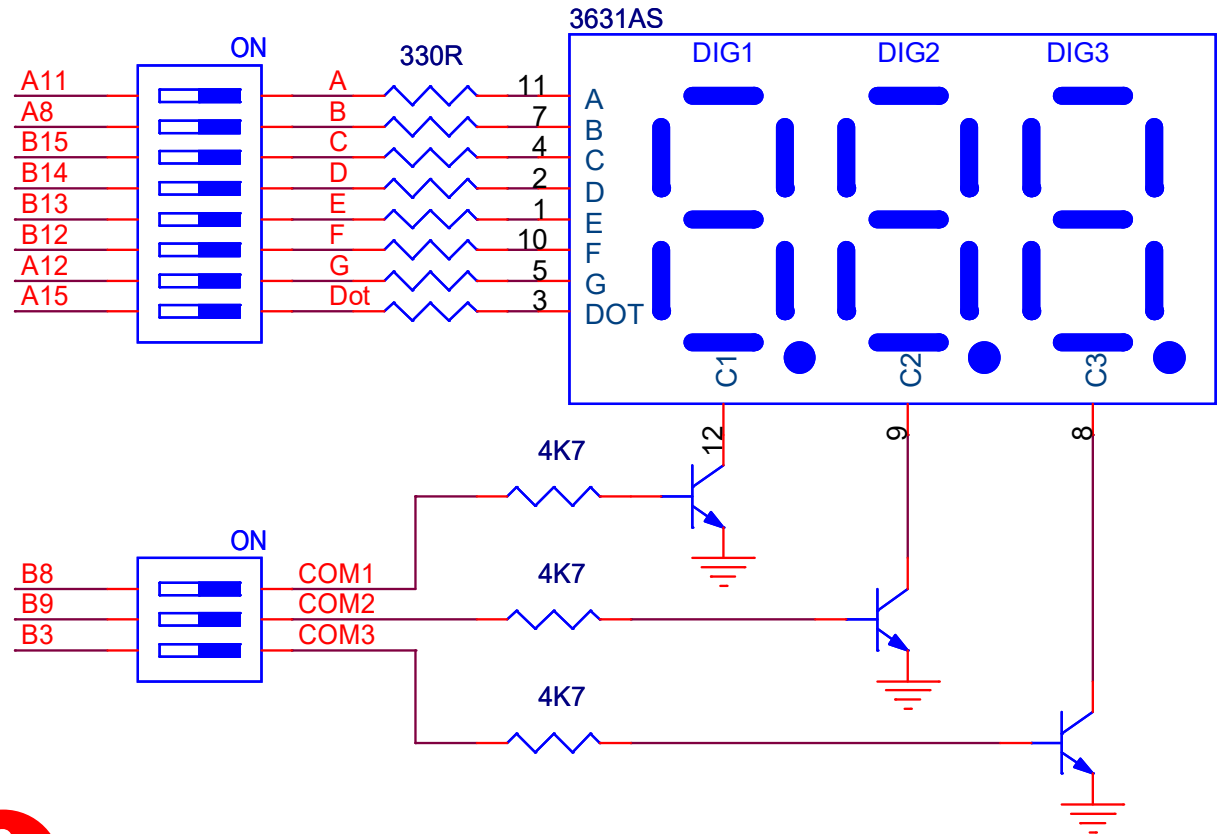 3631AS
ON
330R
DIG1 DIG2 DIG3
A11 A 11 A
A8 B 7 B
B15 C 4 C
B14 D 2 D
B13 E 1 E
B12 F 10 F
A12 G 5 G
A15 Dot 3 DOT
C1 C2 C3
12 9 8
4K7
ON
B8 COM1 4K7
B9 COM2
B3 COM3
4K7